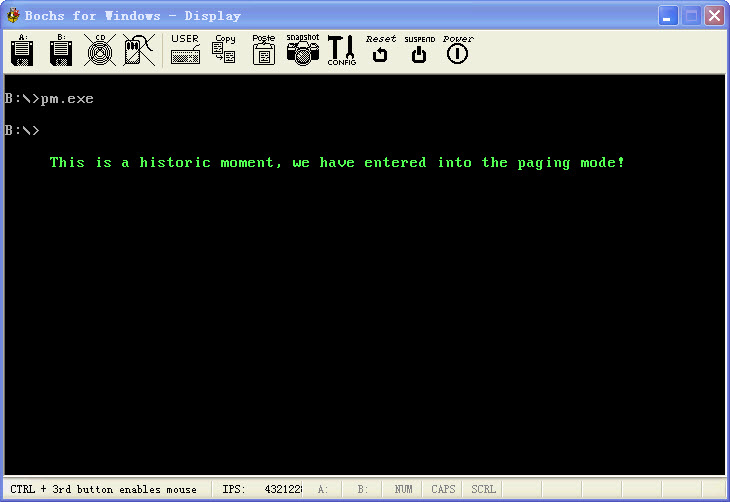 Bochs for Windows - Display
A: B: CD USER Copy Paste snapshot CONFIG Reset SUSPEND Power
B:\>pm.exe
B:\>
This is a historic moment, we have entered into the paging mode!
CTRL + 3rd button enables mouse IPS: 4321228 A: B: NUM CAPS SCRL